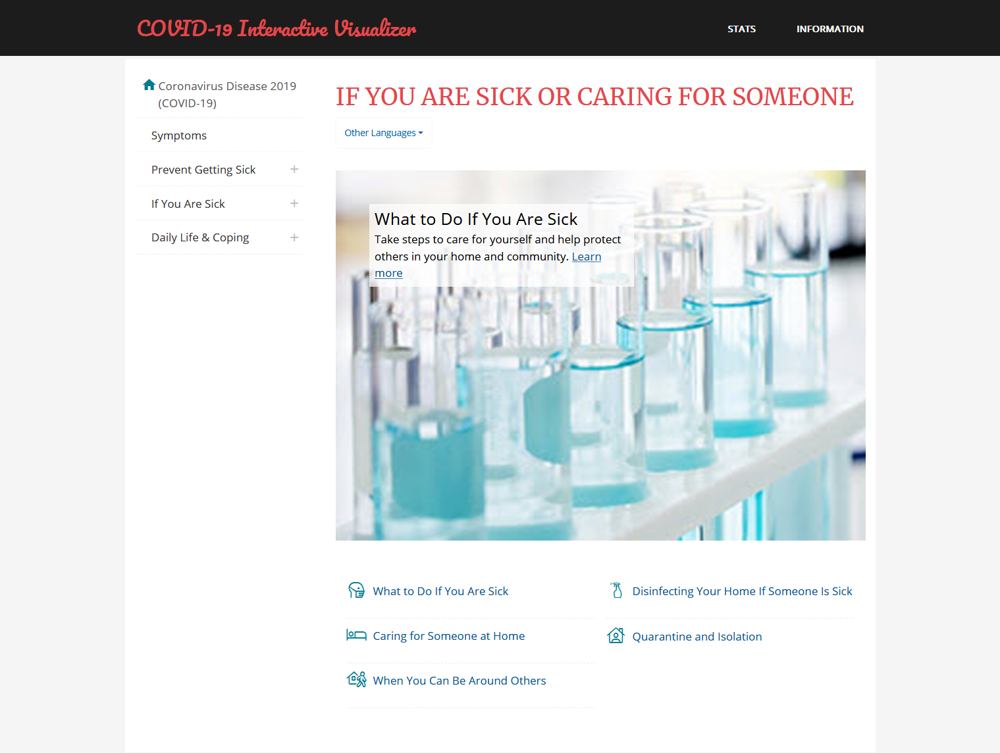 COVID-19 Interactive Visualizer
STATS
INFORMATION
Coronavirus Disease 2019
(COVID-19)
Symptoms
Prevent Getting Sick
If You Are Sick
Daily Life & Coping
IF YOU ARE SICK OR CARING FOR SOMEONE
Other Languages
What to Do If You Are Sick
Take steps to care for yourself and help protect
others in your home and community. Learn
more
What to Do If You Are Sick
Disinfecting Your Home If Someone Is Sick
Caring for Someone at Home
Quarantine and Isolation
When You Can Be Around Others